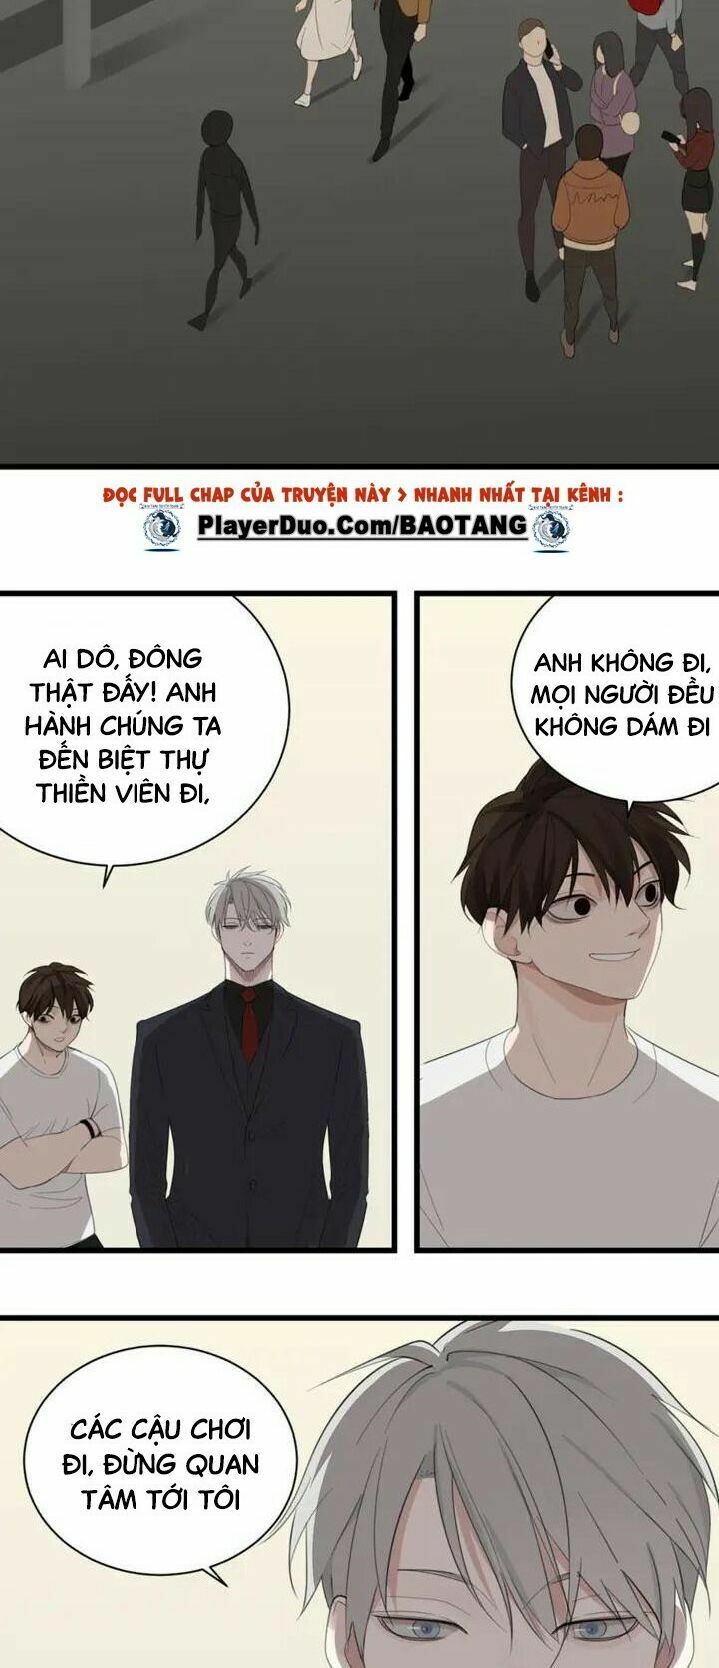 ĐỌC FULL CHAP CỦA TRUYỆN NÀY > NHANH NHẤT TẠI KÊNH :
PlayerDuo.Com/BAOTANG
AI DÔ, ĐÔNG
THẬT ĐẤY! ANH
HÀNH CHÚNG TA
ĐẾN BIỆT THỰ
THIỀN VIÊN ĐI,
ANH KHÔNG ĐI,
MỌI NGƯỜI ĐỀU
KHÔNG DÁM ĐI
CÁC CẬU CHƠI
ĐI, ĐỪNG QUAN
TÂM TỚI TÔI